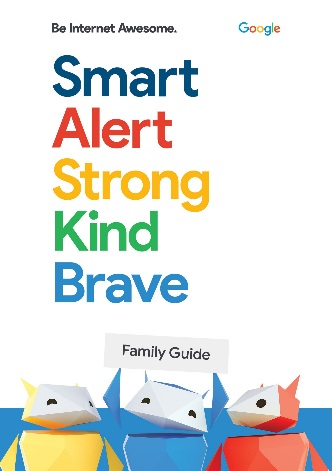 Be Internet Awesome.
Google
Smart
Alert
Strong
Kind
Brave
Family Guide